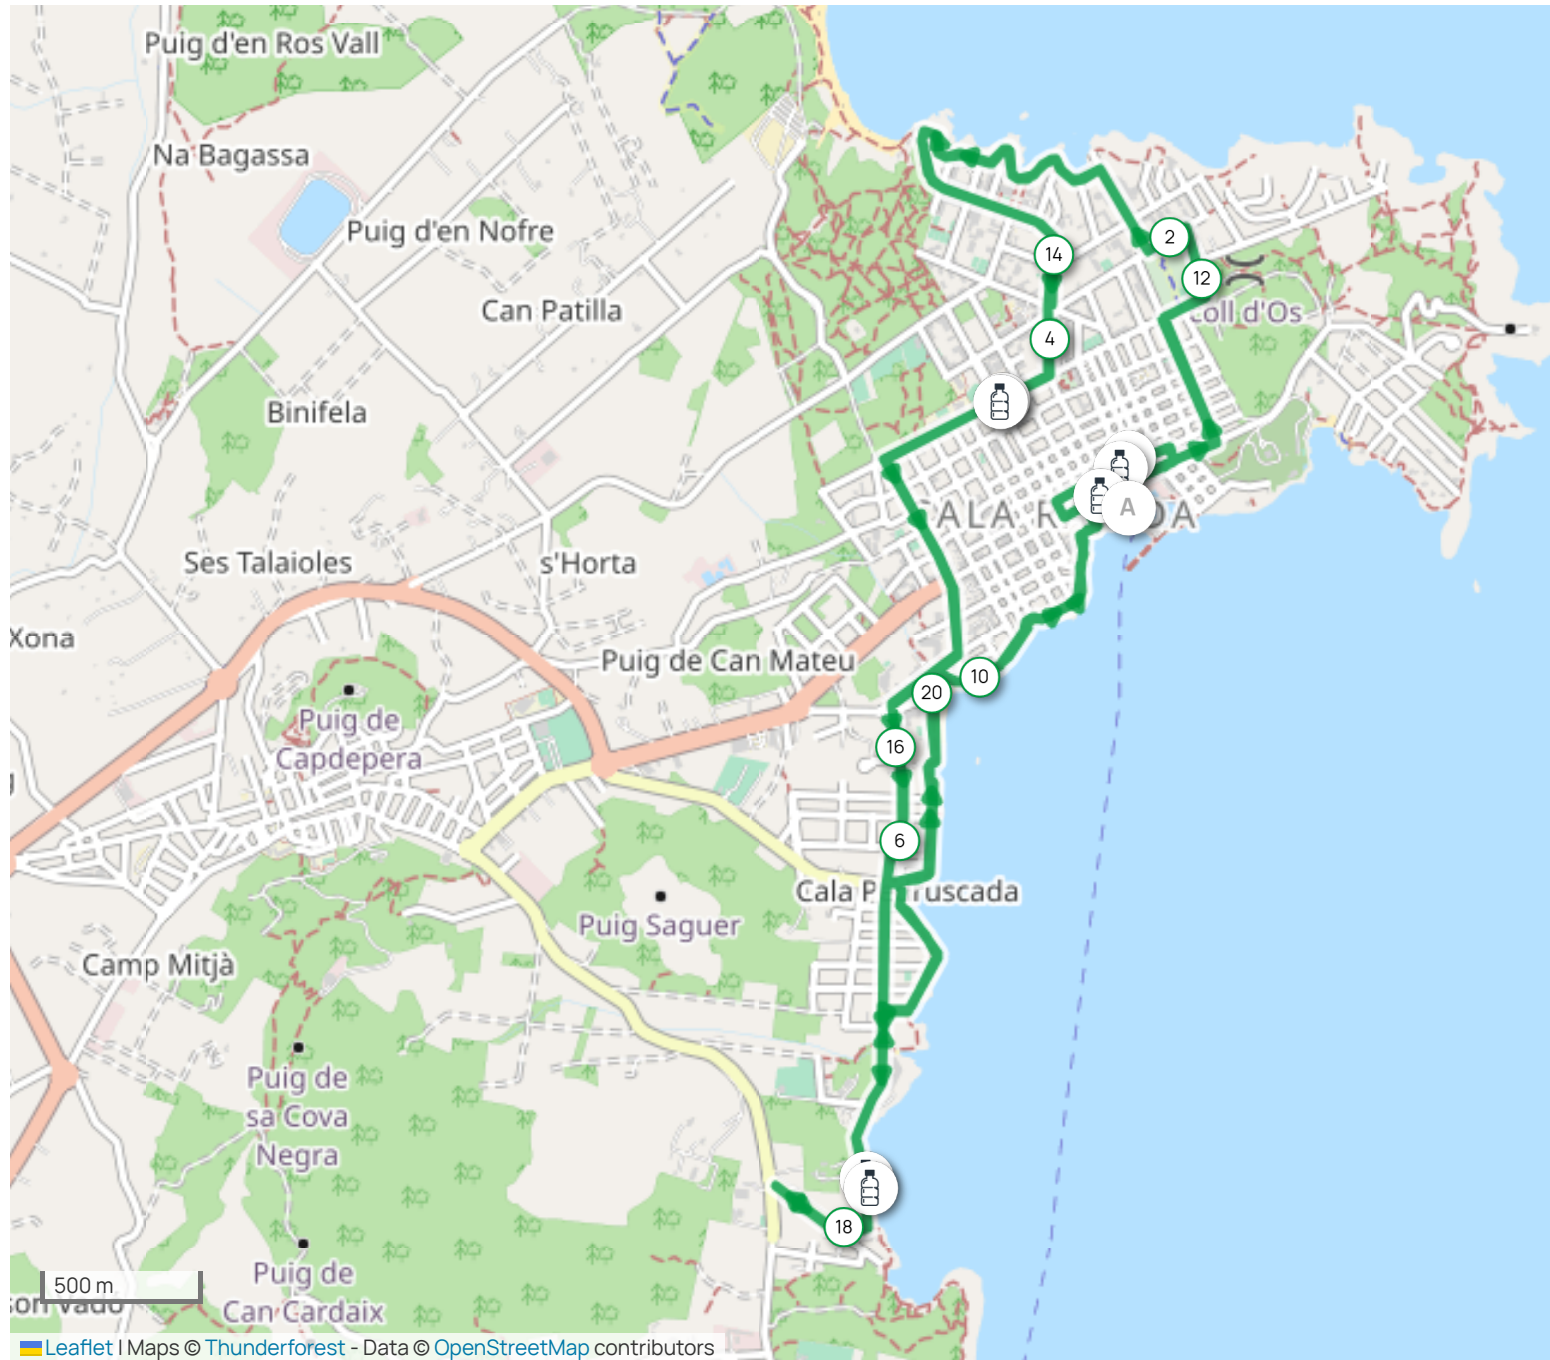 Puig d'en Ros Vall
Na Bagassa
Puig d'en Nofre
2
14
12
Can Patilla
coll d'Os
4
Binifela
A
Ses Talaioles
s'Horta
Xona
Puig de Can Mateu
10
20
Puig de
Capdepera
16
6
Puig Saguer
Camp Mitjà
Puig de
sa Cova
Negra
18
Puig de
Can Cardaix
500 m
Leaflet | Maps © Thunderforest - Data © OpenStreetMap contributors